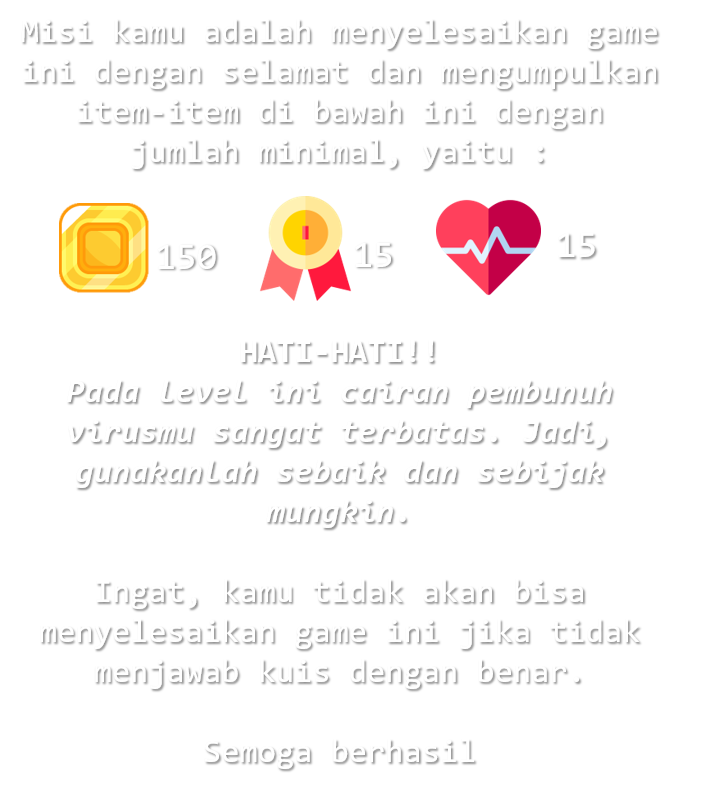 Misi kamu adalah menyelesaikan game
ini dengan selamat dan mengumpulkan
item-item di bawah ini dengan
jumlah minimal, yaitu :
150 15 15
HATI-HATI!!
Pada level ini cairan pembunuh
virusmu sangat terbatas. Jadi,
gunakanlah sebaik dan sebijak
mungkin.
Ingat, kamu tidak akan bisa
menyelesaikan game ini jika tidak
menjawab kuis dengan benar.
Semoga berhasil